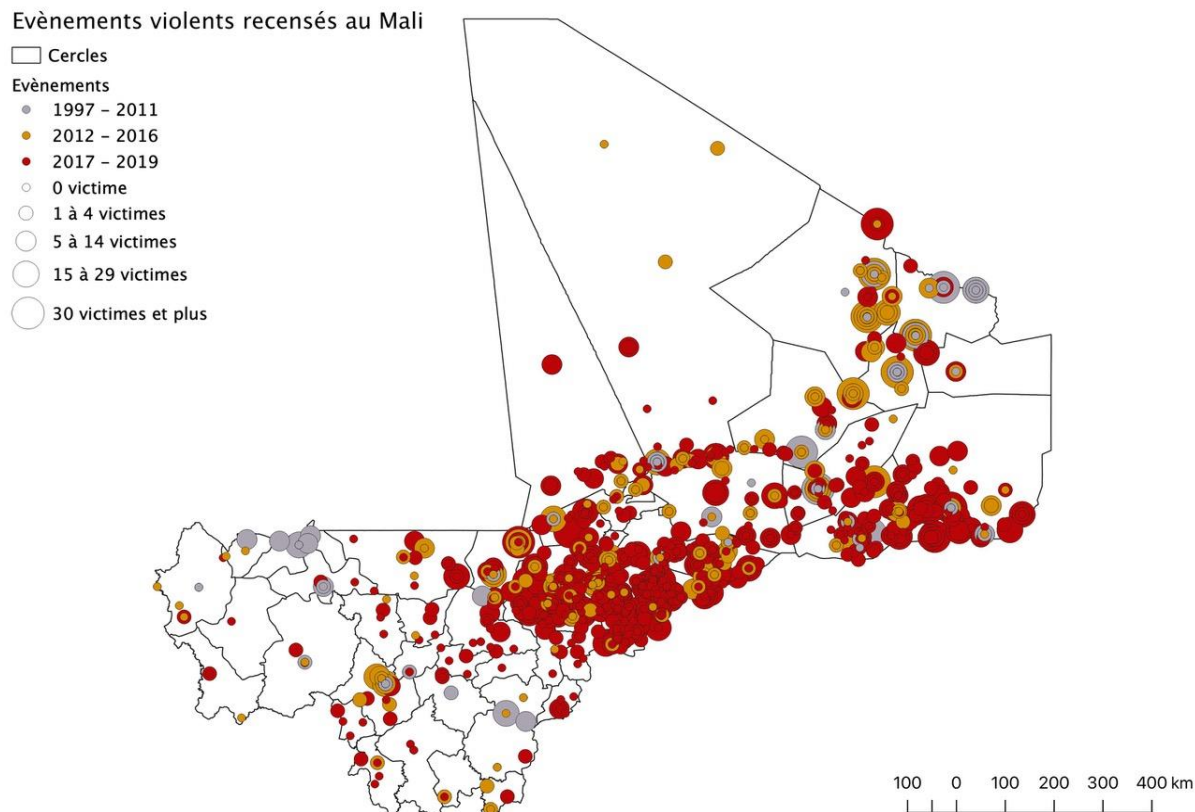 Evènements violents recensés au Mali
Cercles
Evènements
1997 – 2011
2012 – 2016
2017 – 2019
0 victime
1 à 4 victimes
5 à 14 victimes
15 à 29 victimes
30 victimes et plus
100 0 100 200 300 400 km